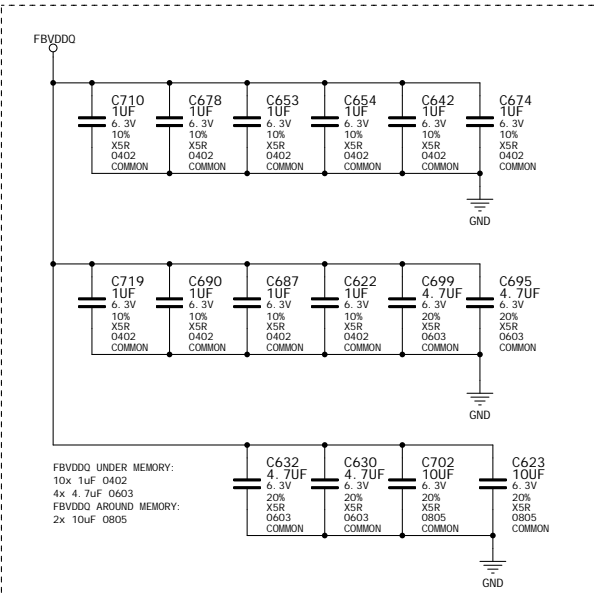 FBVDDQ
C710
1UF
6.3V
10%
X5R
0402
COMMON
C678
1UF
6.3V
10%
X5R
0402
COMMON
C653
1UF
6.3V
10%
X5R
0402
COMMON
C654
1UF
6.3V
10%
X5R
0402
COMMON
C642
1UF
6.3V
10%
X5R
0402
COMMON
C674
1UF
6.3V
10%
X5R
0402
COMMON
GND
C719
1UF
6.3V
10%
X5R
0402
COMMON
C690
1UF
6.3V
10%
X5R
0402
COMMON
C687
1UF
6.3V
10%
X5R
0402
COMMON
C622
1UF
6.3V
10%
X5R
0402
COMMON
C699
4.7UF
6.3V
20%
X5R
0603
COMMON
C695
4.7UF
6.3V
20%
X5R
0603
COMMON
GND
FBVDDQ UNDER MEMORY:
10x 1uF 0402
4x 4.7uF 0603
FBVDDQ AROUND MEMORY:
2x 10uF 0805
C632
4.7UF
6.3V
20%
X5R
0603
COMMON
C630
4.7UF
6.3V
20%
X5R
0603
COMMON
C702
10UF
6.3V
20%
X5R
0805
COMMON
C623
10UF
6.3V
20%
X5R
0805
COMMON
GND